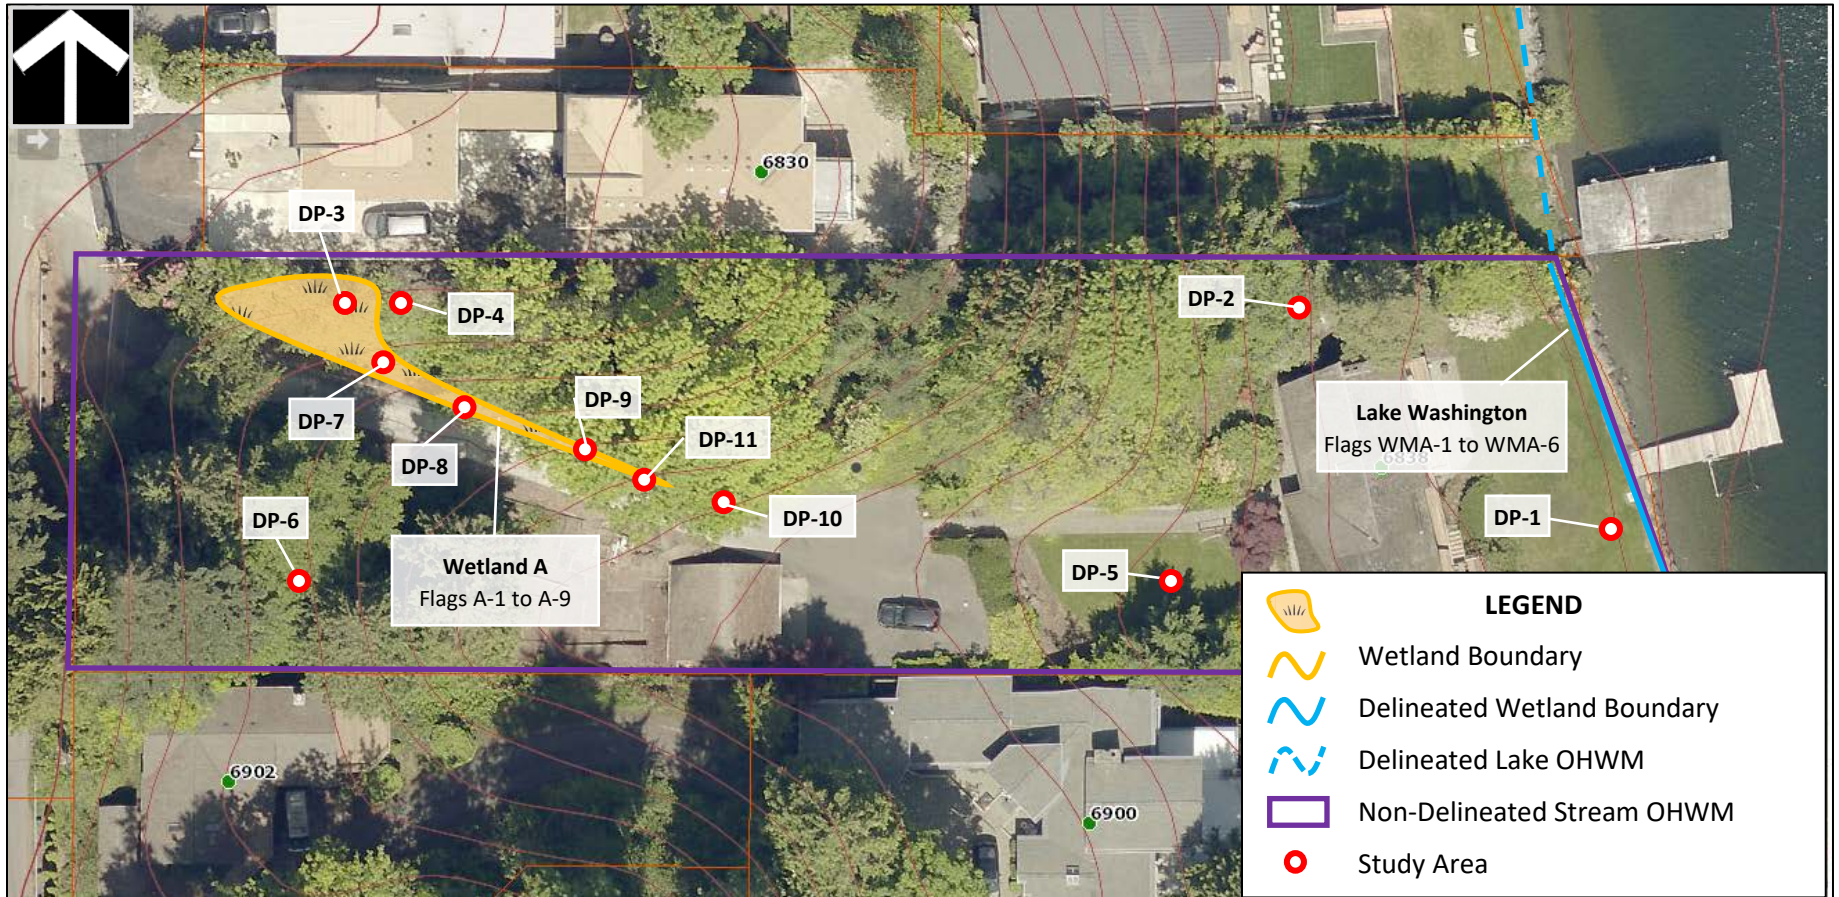 6830
DP-3
DP-4
DP-2
DP-7
DP-9
DP-11
DP-8
Lake Washington
Flags WMA-1 to WMA-6
6838
DP-10
DP-1
DP-6
Wetland A
Flags A-1 to A-9
DP-5
6902
6900
LEGEND
Wetland Boundary
Delineated Wetland Boundary
Delineated Lake OHWM
Non-Delineated Stream OHWM
Study Area